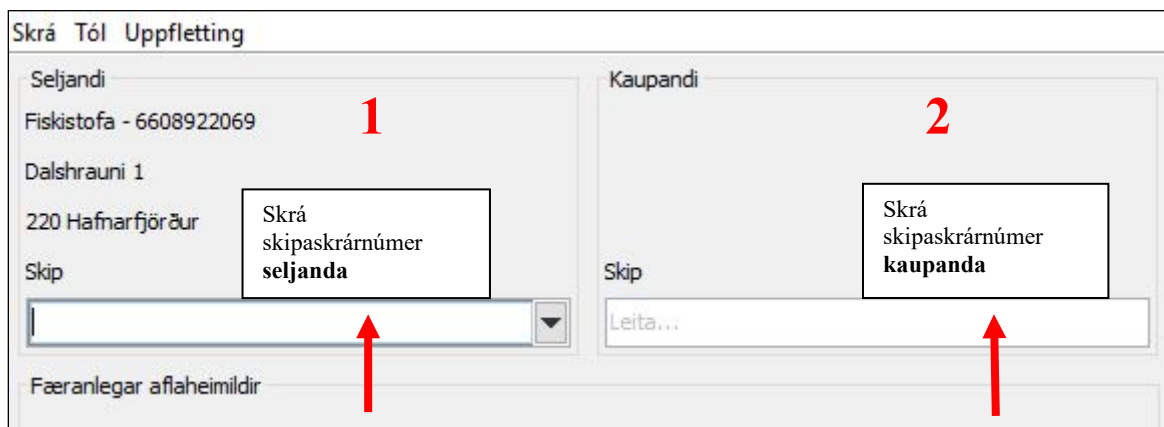 Skrá Tól Uppfletting
Seljandi
Fiskistofa - 6608922069
1
Dalshrauni 1
220 Hafnarfjörður
Skrá
skipaskrárnúmer
seljanda
Skip
Kaupandi
2
Skrá
skipaskrárnúmer
kaupanda
Skip
Leita...
Færanlegar aflaheimildir